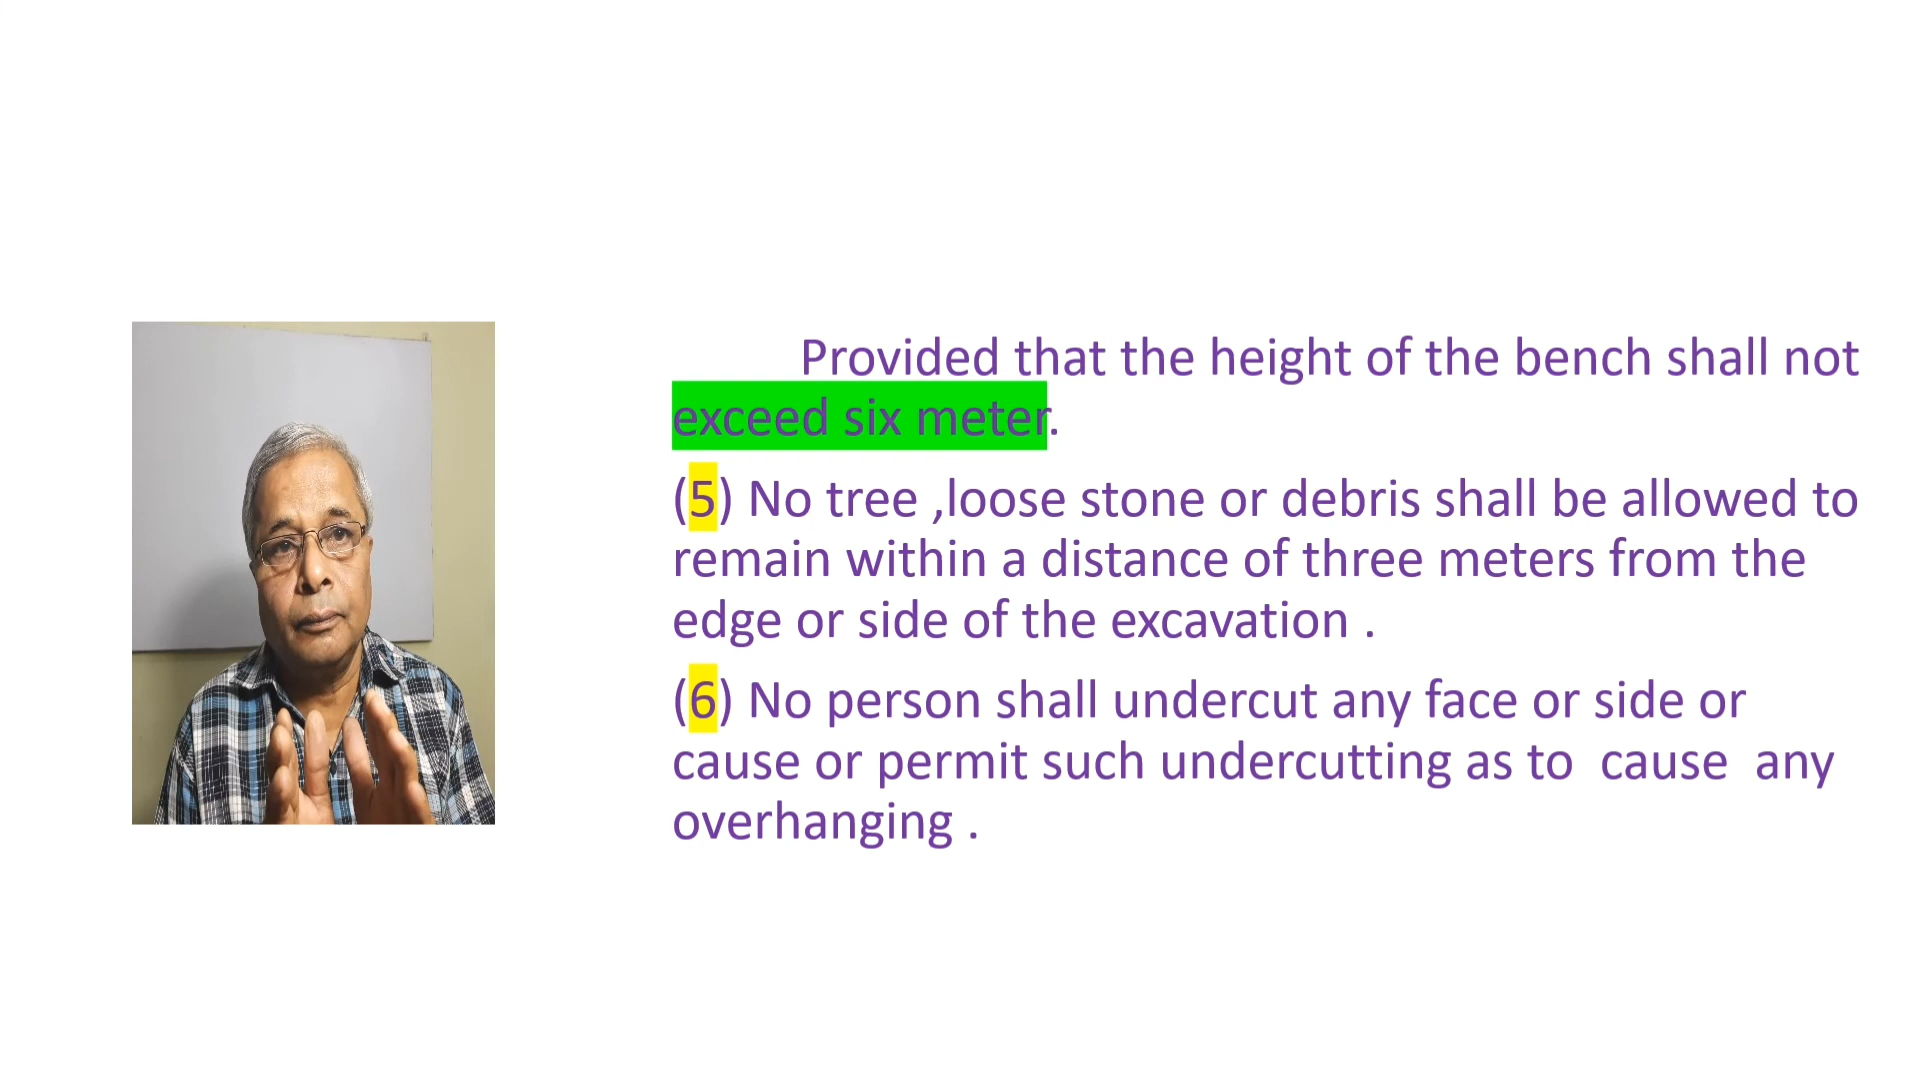 Provided that the height of the bench shall not
exceed six meter.
(5) No tree ,loose stone or debris shall be allowed to
remain within a distance of three meters from the
edge or side of the excavation .
(6) No person shall undercut any face or side or
cause or permit such undercutting as to  cause  any
overhanging .